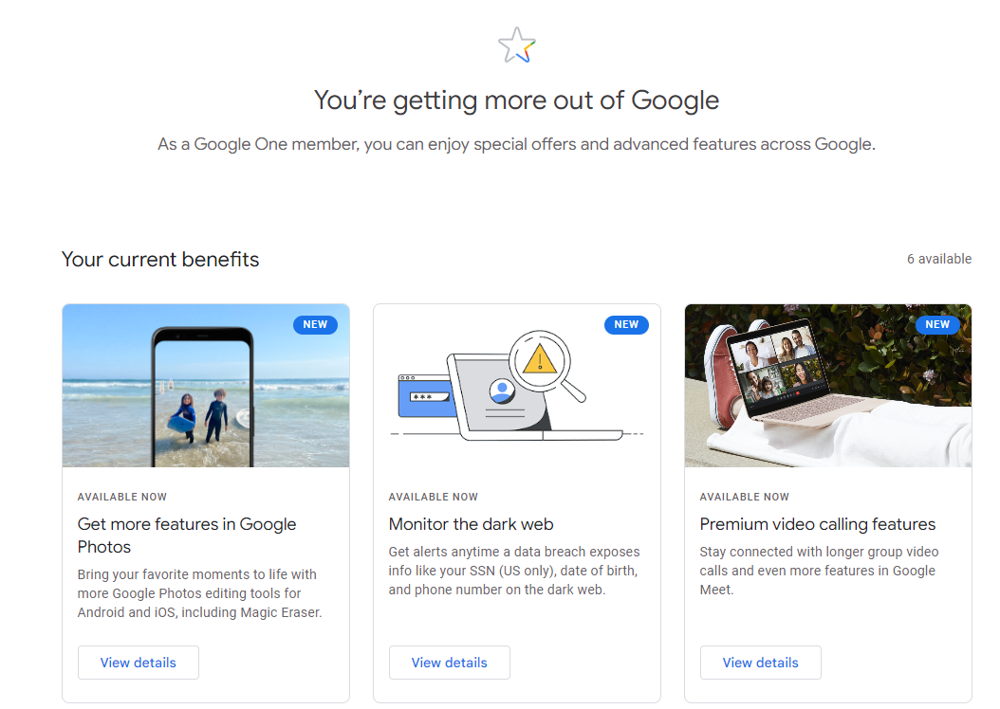 You're getting more out of Google
As a Google One member, you can enjoy special offers and advanced features across Google.
Your current benefits
6 available
NEW
AVAILABLE NOW
Get more features in Google
Photos
Bring your favorite moments to life with
more Google Photos editing tools for
Android and iOS, including Magic Eraser.
View details
NEW
***
AVAILABLE NOW
Monitor the dark web
Get alerts anytime a data breach exposes
info like your SSN (US only), date of birth,
and phone number on the dark web.
View details
NEW
AVAILABLE NOW
Premium video calling features
Stay connected with longer group video
calls and even more features in Google
Meet.
View details